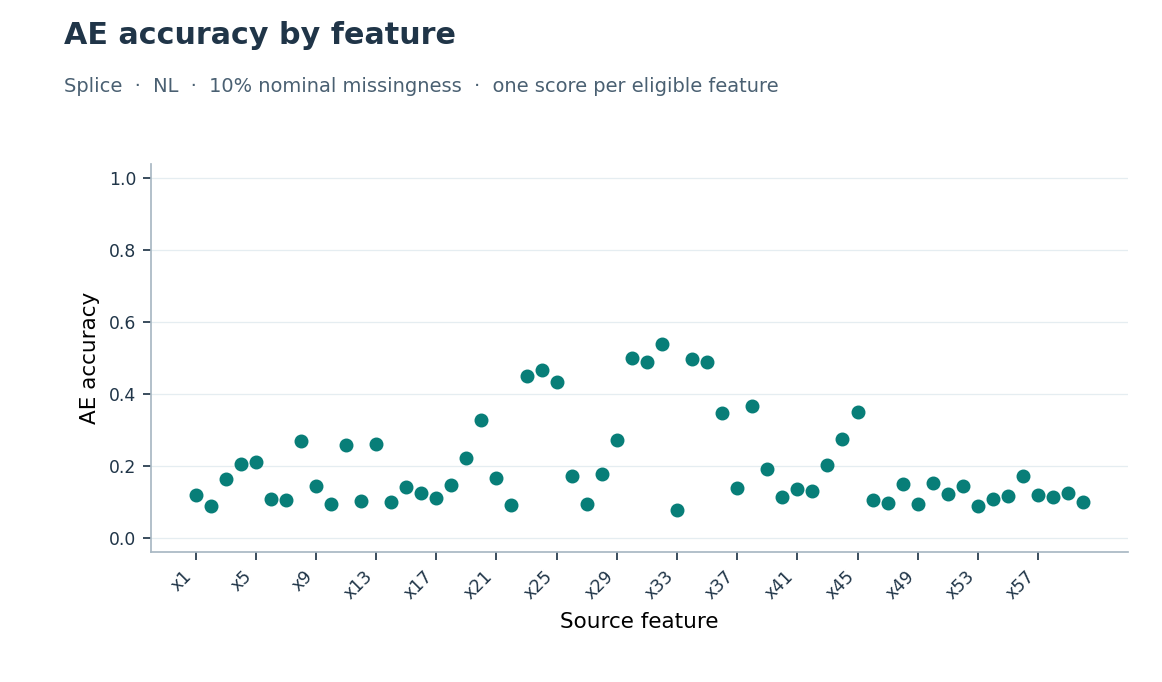 AE accuracy by feature
Splice · NL · 10% nominal missingness · one score per eligible feature
1.0
0.8
0.6
0.4
0.2
0.0
AE accuracy
x1 x5 x9 x13 x17 x21 x25 x29 x33 x37 x41 x45 x49 x53 x57
Source feature